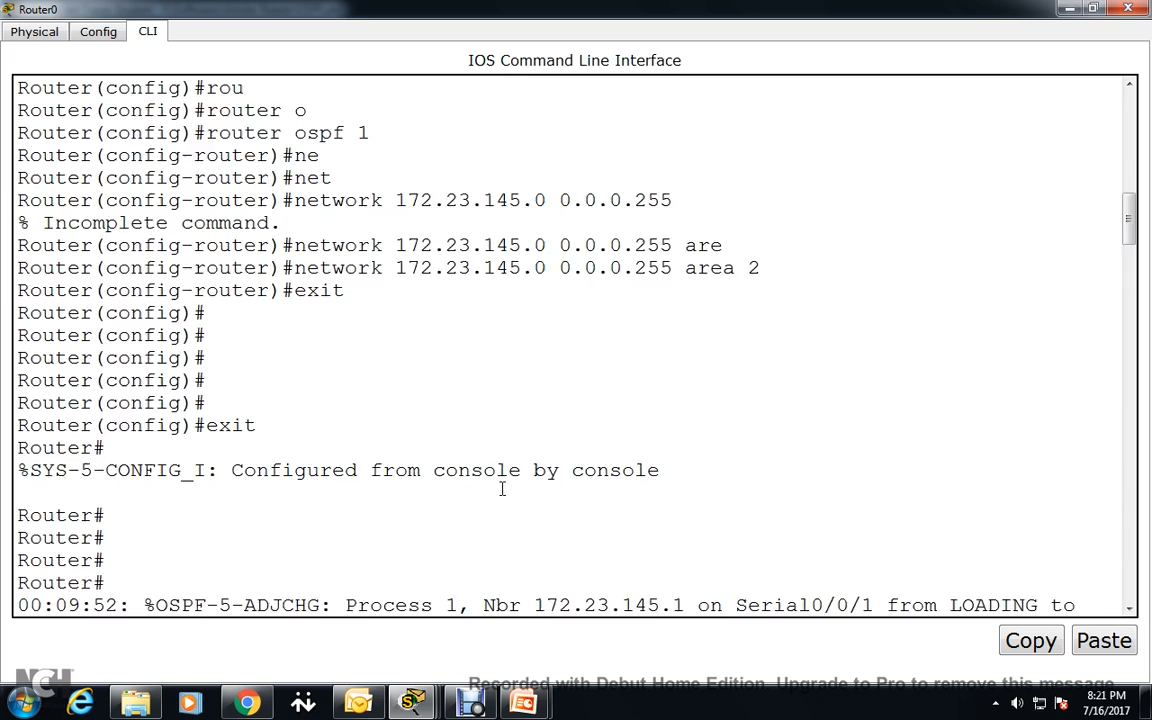 Router0
Physical Config CLI
IOS Command Line Interface
Router(config)#rou
Router(config)#router o
Router(config)#router ospf 1
Router(config-router)#ne
Router(config-router)#net
Router(config-router)#network 172.23.145.0 0.0.0.255
% Incomplete command.
Router(config-router)#network 172.23.145.0 0.0.0.255 are
Router(config-router)#network 172.23.145.0 0.0.0.255 area 2
Router(config-router)#exit
Router(config)#
Router(config)#
Router(config)#
Router(config)#
Router(config)#
Router(config)#exit
Router#
%SYS-5-CONFIG_I: Configured from console by console
Router#
Router#
Router#
Router#
00:09:52: %OSPF-5-ADJCHG: Process 1, Nbr 172.23.145.1 on Serial0/0/1 from LOADING to
Copy Paste
NCH
Recorded with Debut Home Edition. Upgrade to Pro to remove this message.
8:21 PM
7/16/2017